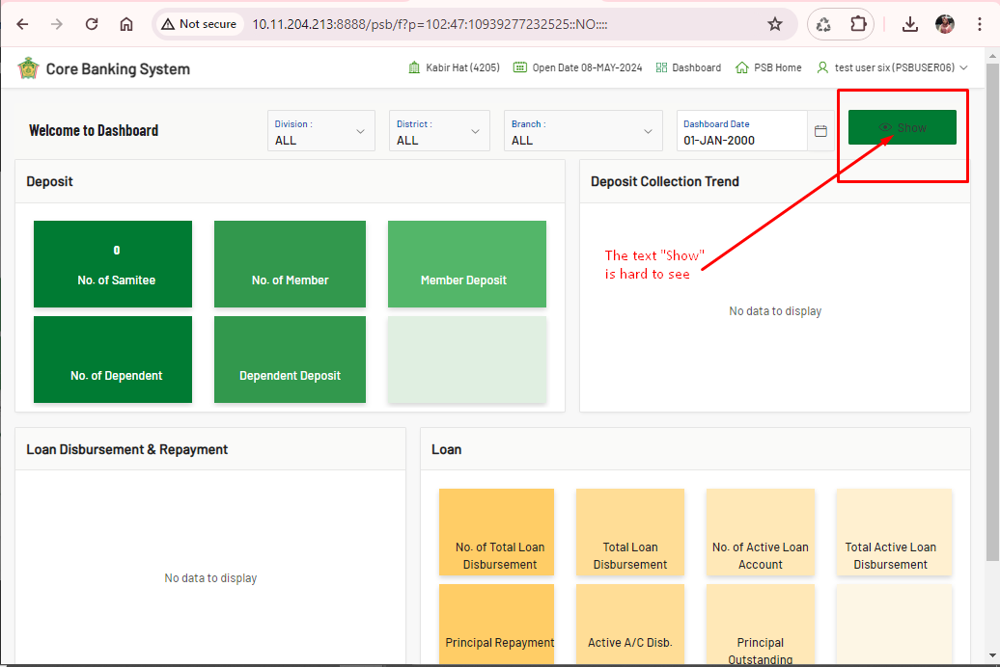 Not secure
10.11.204.213:8888/psb/f?p=102:47:10939277232525::NO::::
Core Banking System
Kabir Hat (4205)
Open Date 08-MAY-2024
Dashboard
PSB Home
test user six (PSBUSER06)
Welcome to Dashboard
Division :
ALL
District :
ALL
Branch :
ALL
Dashboard Date
01-JAN-2000
Show
Deposit
Deposit Collection Trend
0
No. of Samitee
No. of Member
Member Deposit
The text "Show"
is hard to see
No data to display
No. of Dependent
Dependent Deposit
Loan Disbursement & Repayment
Loan
No data to display
No. of Total Loan
Disbursement
Total Loan
Disbursement
No. of Active Loan
Account
Total Active Loan
Disbursement
Principal Repayment
Active A/C Disb.
Principal
Outstanding